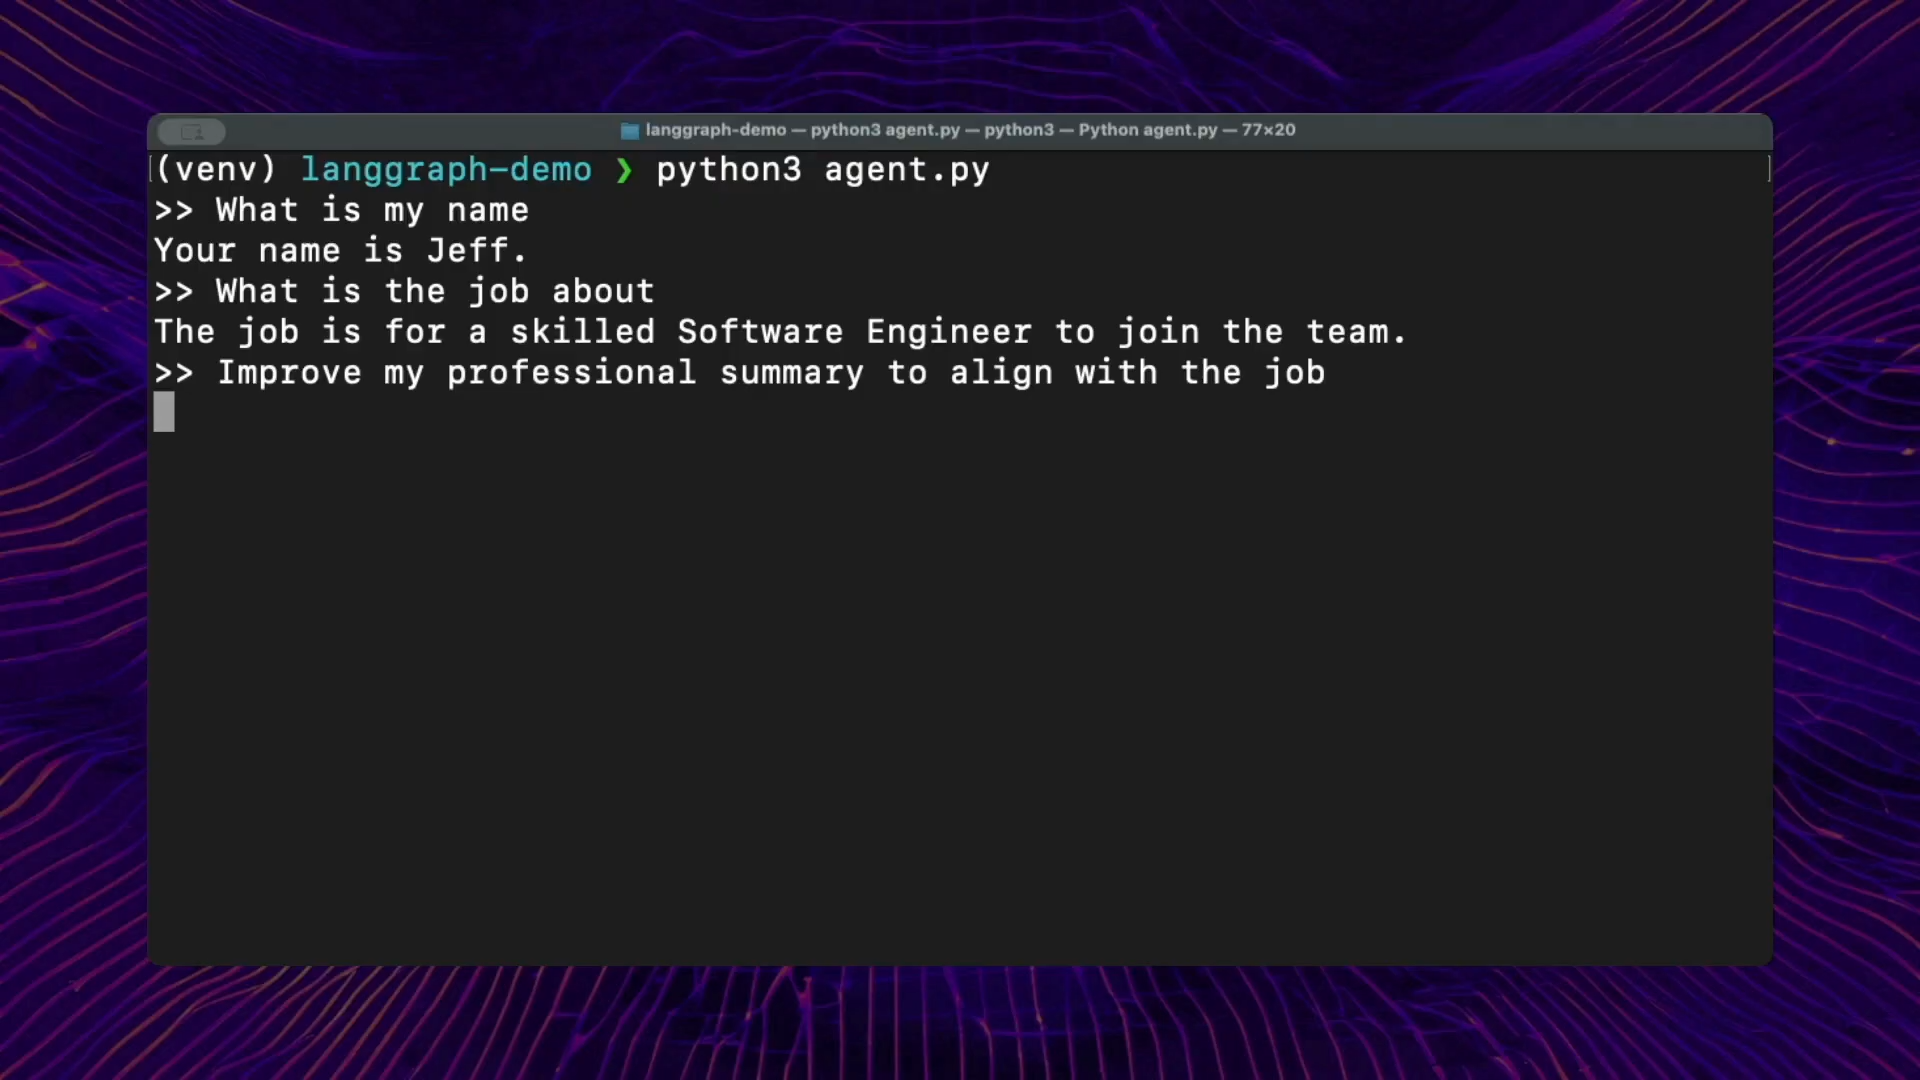 langgraph-demo — python3 agent.py — python3 — Python agent.py — 77×20
(venv) langgraph-demo ❯ python3 agent.py
>> What is my name
Your name is Jeff.
>> What is the job about
The job is for a skilled Software Engineer to join the team.
>> Improve my professional summary to align with the job